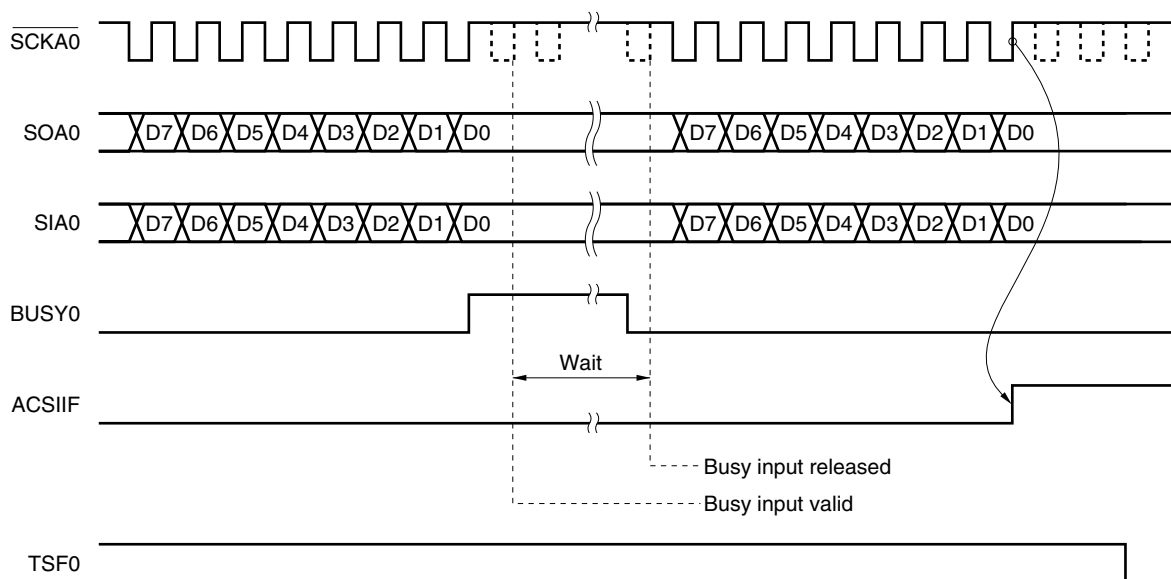 SCKA0
SOA0 D7 D6 D5 D4 D3 D2 D1 D0 D7 D6 D5 D4 D3 D2 D1 D0
SIA0 D7 D6 D5 D4 D3 D2 D1 D0 D7 D6 D5 D4 D3 D2 D1 D0
BUSY0
Wait
ACSIIF
Busy input released
Busy input valid
TSF0